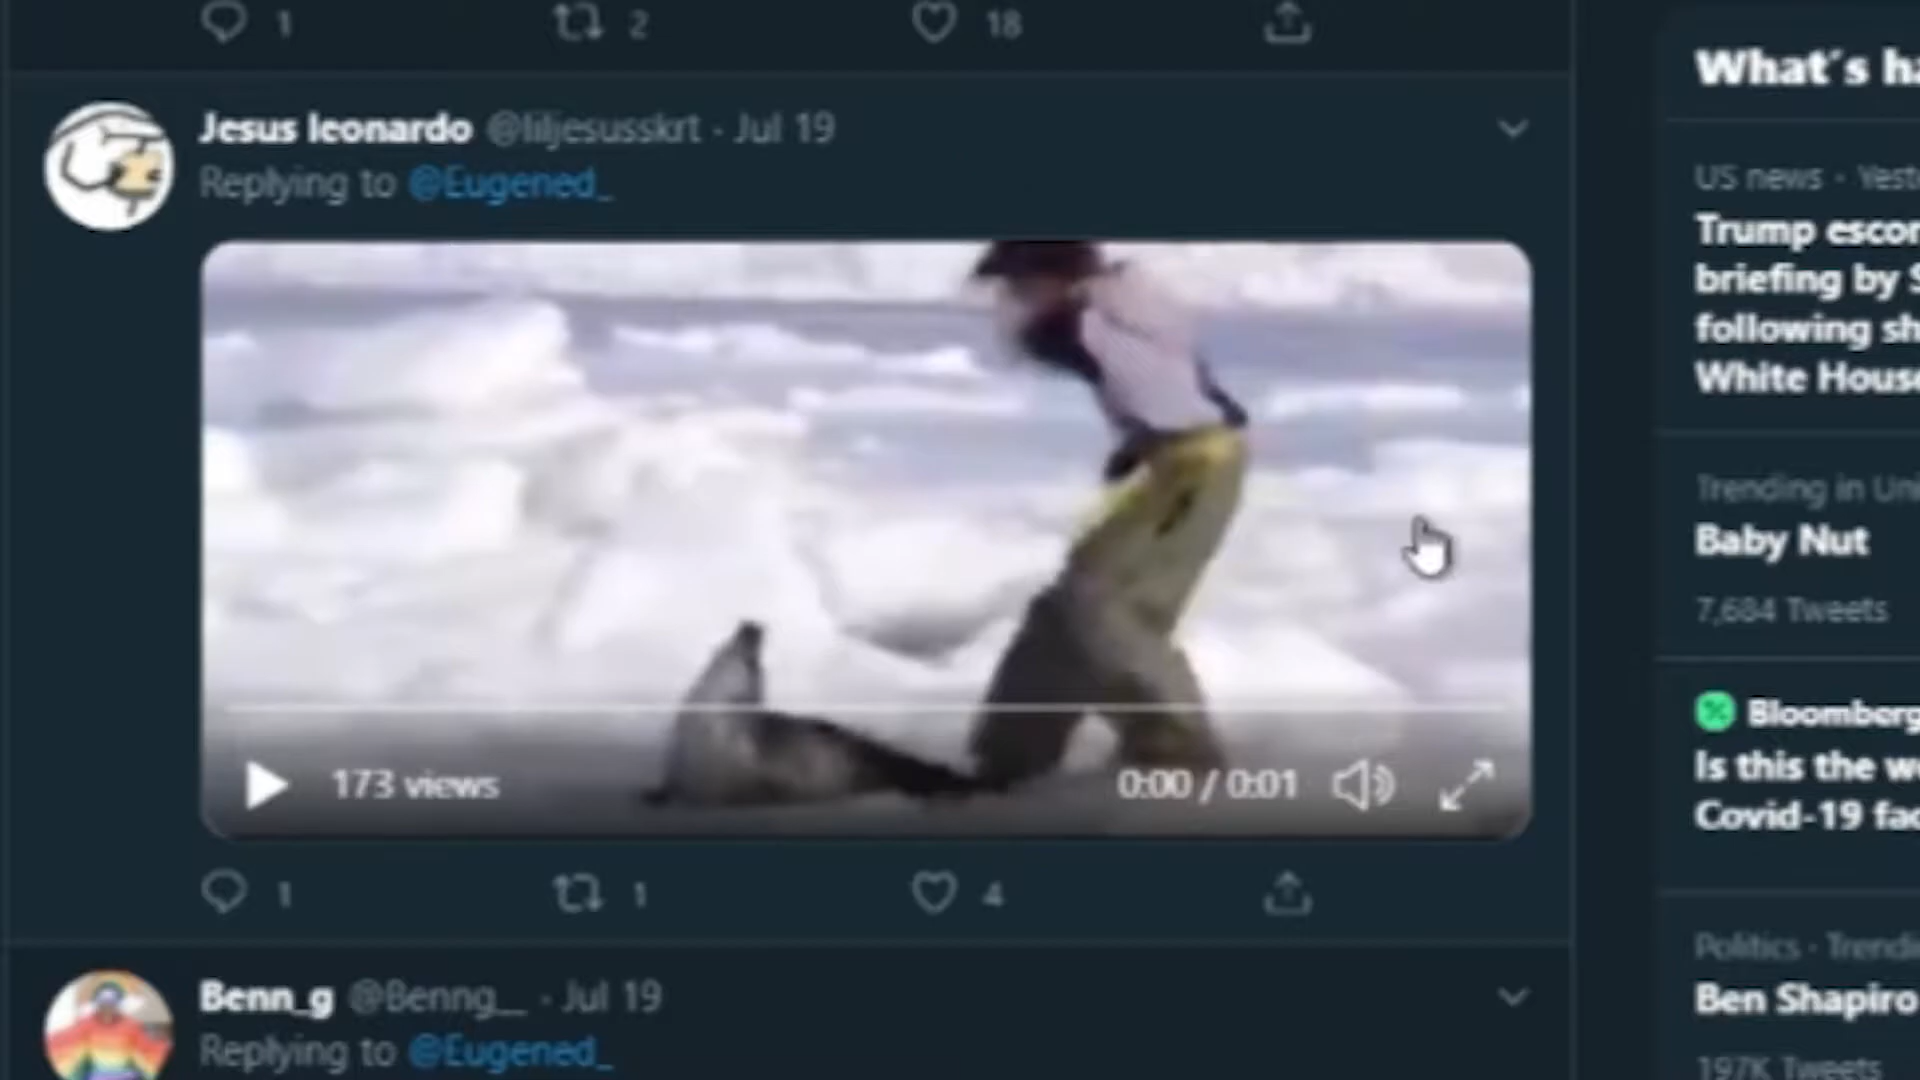 1 2 18
Jesus leonardo @liljesusskrt · Jul 19
Replying to @Eugened_
173 views 0:00 / 0:01
1 1 4
Benn_g @Benng__ · Jul 19
Replying to @Eugened_
What's ha
US news · Yest
Trump escor
briefing by S
following sh
White House
Trending in Uni
Baby Nut
7,684 Tweets
Bloomberg
Is this the w
Covid-19 fac
Politics · Trendi
Ben Shapiro
197K Tweets